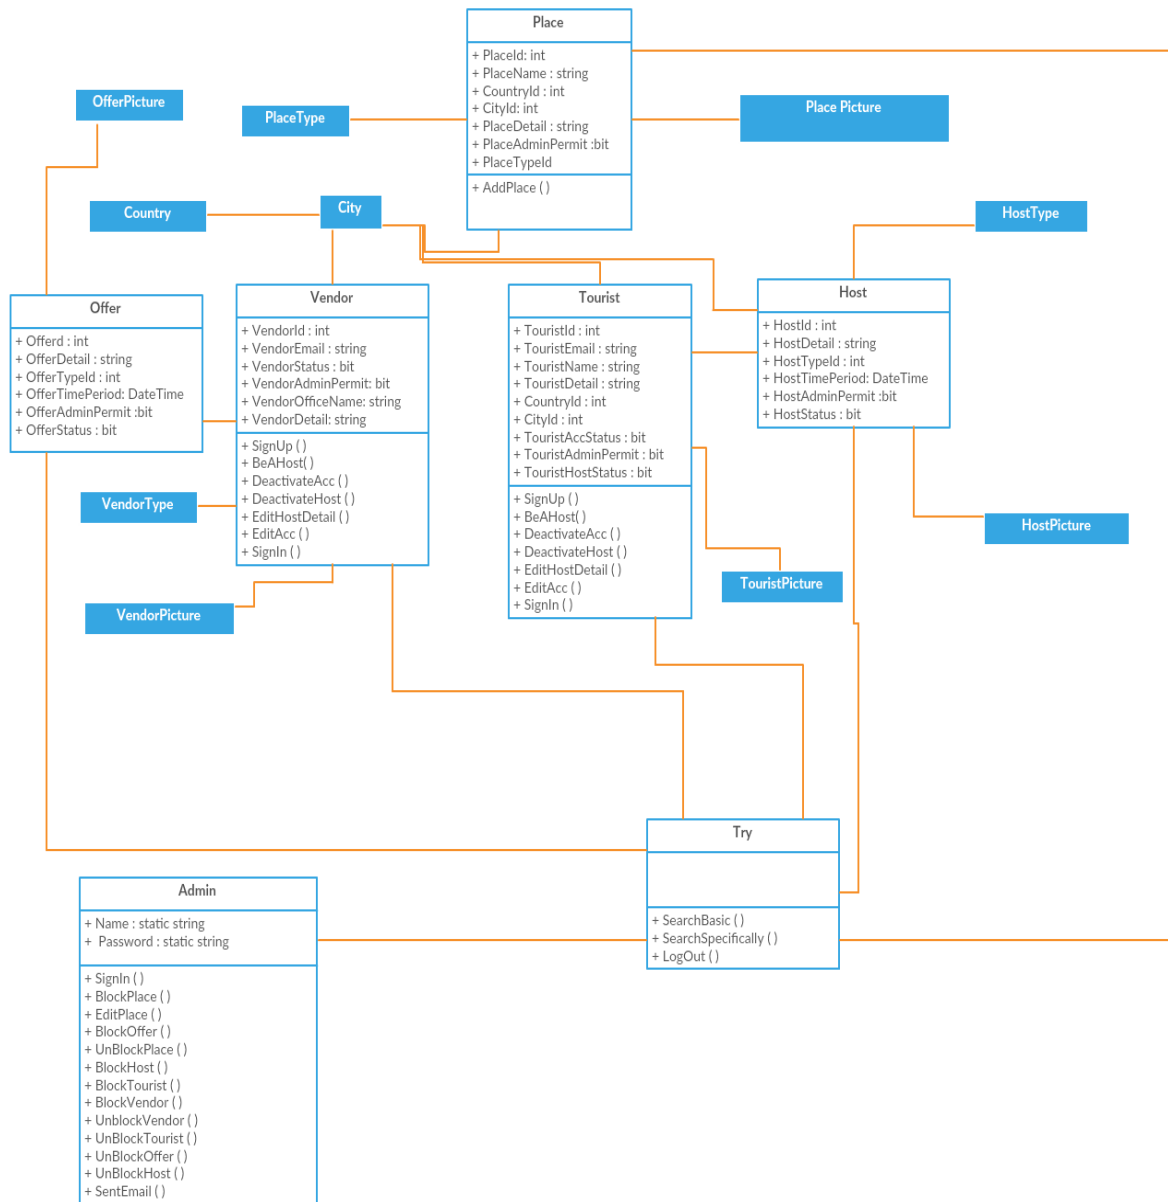 Place
+ PlaceId: int
+ PlaceName : string
+ CountryId : int
+ CityId: int
+ PlaceDetail : string
+ PlaceAdminPermit :bit
+ PlaceTypeId
+ AddPlace ( )
OfferPicture
PlaceType
Place Picture
Country
City
HostType
Offer
+ Offerd : int
+ OfferDetail : string
+ OfferTypeId : int
+ OfferTimePeriod: DateTime
+ OfferAdminPermit :bit
+ OfferStatus : bit
Vendor
+ VendorId : int
+ VendorEmail : string
+ VendorStatus : bit
+ VendorAdminPermit: bit
+ VendorOfficeName: string
+ VendorDetail: string
+ SignUp ( )
+ BeAHost( )
+ DeactivateAcc ( )
+ DeactivateHost ( )
+ EditHostDetail ( )
+ EditAcc ( )
+ SignIn ( )
Tourist
+ TouristId : int
+ TouristEmail : string
+ TouristName : string
+ TouristDetail : string
+ CountryId : int
+ CityId : int
+ TouristAccStatus : bit
+ TouristAdminPermit : bit
+ TouristHostStatus : bit
+ SignUp ( )
+ BeAHost( )
+ DeactivateAcc ( )
+ DeactivateHost ( )
+ EditHostDetail ( )
+ EditAcc ( )
+ SignIn ( )
Host
+ HostId : int
+ HostDetail : string
+ HostTypeId : int
+ HostTimePeriod: DateTime
+ HostAdminPermit :bit
+ HostStatus : bit
VendorType
HostPicture
TouristPicture
VendorPicture
Try
+ SearchBasic ( )
+ SearchSpecifically ( )
+ LogOut ( )
Admin
+ Name : static string
+ Password : static string
+ SignIn ( )
+ BlockPlace ( )
+ EditPlace ( )
+ BlockOffer ( )
+ UnBlockPlace ( )
+ BlockHost ( )
+ BlockTourist ( )
+ BlockVendor ( )
+ UnblockVendor ( )
+ UnBlockTourist ( )
+ UnBlockOffer ( )
+ UnBlockHost ( )
+ SentEmail ( )